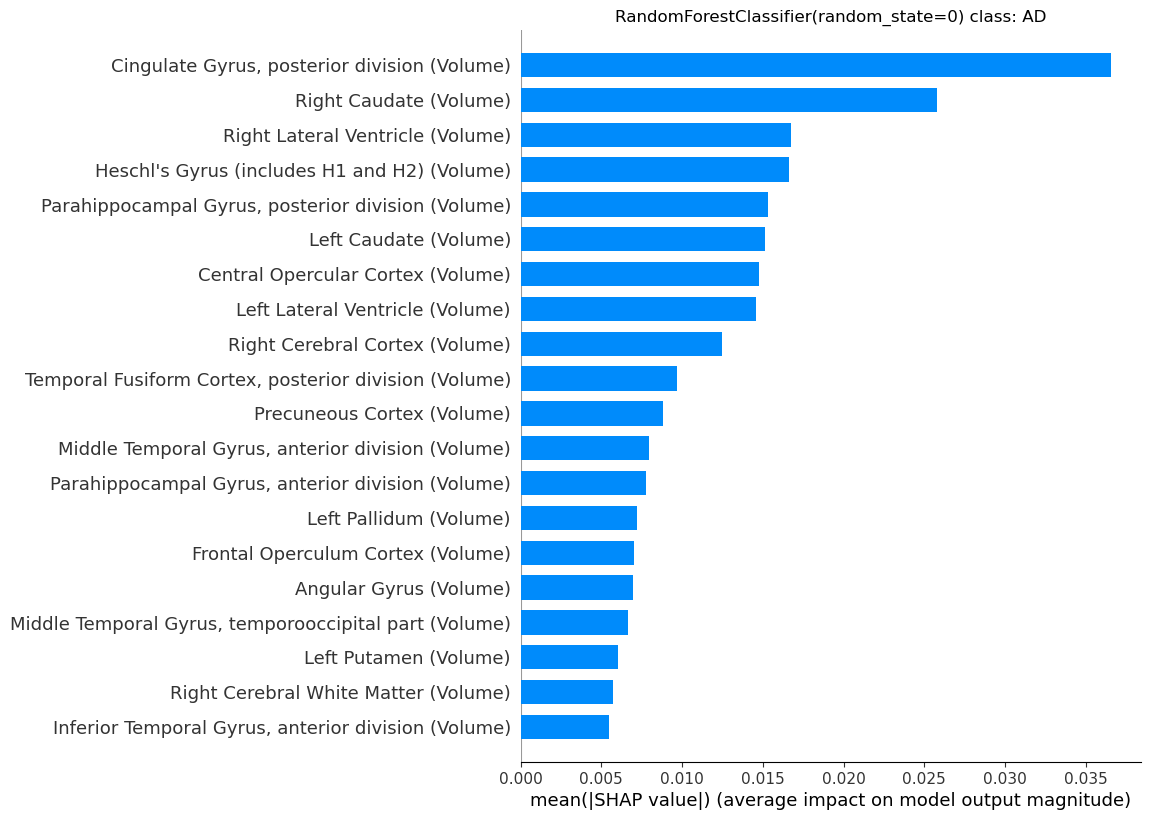 RandomForestClassifier(random_state=0) class: AD
Cingulate Gyrus, posterior division (Volume)
Right Caudate (Volume)
Right Lateral Ventricle (Volume)
Heschl's Gyrus (includes H1 and H2) (Volume)
Parahippocampal Gyrus, posterior division (Volume)
Left Caudate (Volume)
Central Opercular Cortex (Volume)
Left Lateral Ventricle (Volume)
Right Cerebral Cortex (Volume)
Temporal Fusiform Cortex, posterior division (Volume)
Precuneous Cortex (Volume)
Middle Temporal Gyrus, anterior division (Volume)
Parahippocampal Gyrus, anterior division (Volume)
Left Pallidum (Volume)
Frontal Operculum Cortex (Volume)
Angular Gyrus (Volume)
Middle Temporal Gyrus, temporooccipital part (Volume)
Left Putamen (Volume)
Right Cerebral White Matter (Volume)
Inferior Temporal Gyrus, anterior division (Volume)
0.000 0.005 0.010 0.015 0.020 0.025 0.030 0.035
mean(|SHAP value|) (average impact on model output magnitude)